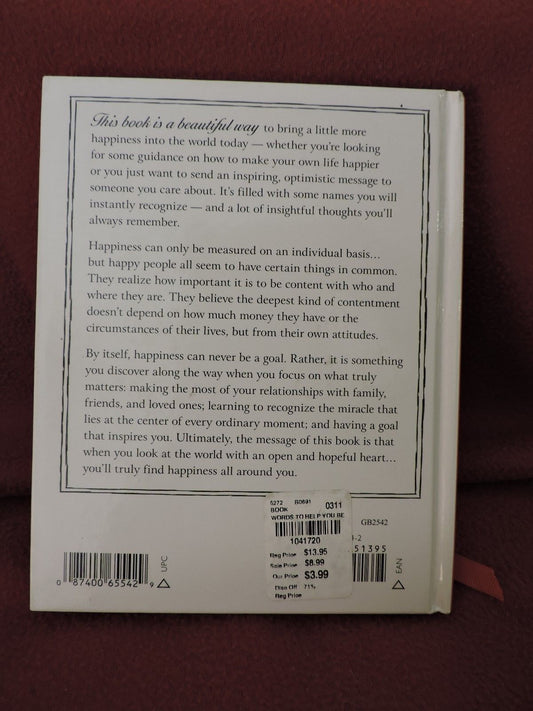 This book is a beautiful way to bring a little more
happiness into the world today — whether you're looking
for some guidance on how to make your own life happier
or you just want to send an inspiring, optimistic message to
someone you care about. It's filled with some names you will
instantly recognize — and a lot of insightful thoughts you'll
always remember.
Happiness can only be measured on an individual basis...
but happy people all seem to have certain things in common.
They realize how important it is to be content with who and
where they are. They believe the deepest kind of contentment
doesn't depend on how much money they have or the
circumstances of their lives, but from their own attitudes.
By itself, happiness can never be a goal. Rather, it is something
you discover along the way when you focus on what truly
matters: making the most of your relationships with family,
friends, and loved ones; learning to recognize the miracle that
lies at the center of every ordinary moment; and having a goal
that inspires you. Ultimately, the message of this book is that
when you look at the world with an open and hopeful heart...
you'll truly find happiness all around you.
5272 B0691 0311
BOOK
WORDS TO HELP YOU BE
1041720
Reg Price $13.95
Sale Price $8.99
Our Price $3.99
Disc Off 71%
Reg Price
GB2542
-2
51395
EAN
UPC
0 87400 65542 9